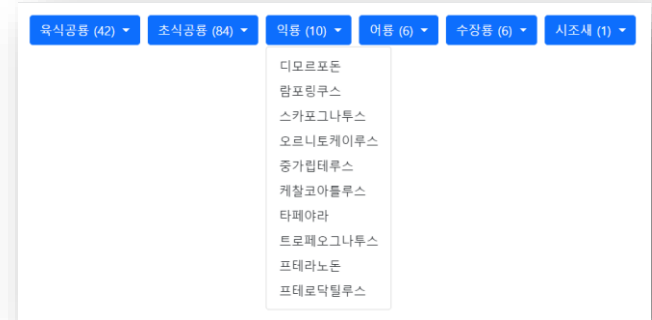 육식공룡 (42)
초식공룡 (84)
익룡 (10)
어룡 (6)
수장룡 (6)
시조새 (1)
디모르포돈
람포링쿠스
스카포그나투스
오르니토케이루스
중가립테루스
케찰코아틀루스
타페야라
트로페오그나투스
프테라노돈
프테로닥틸루스